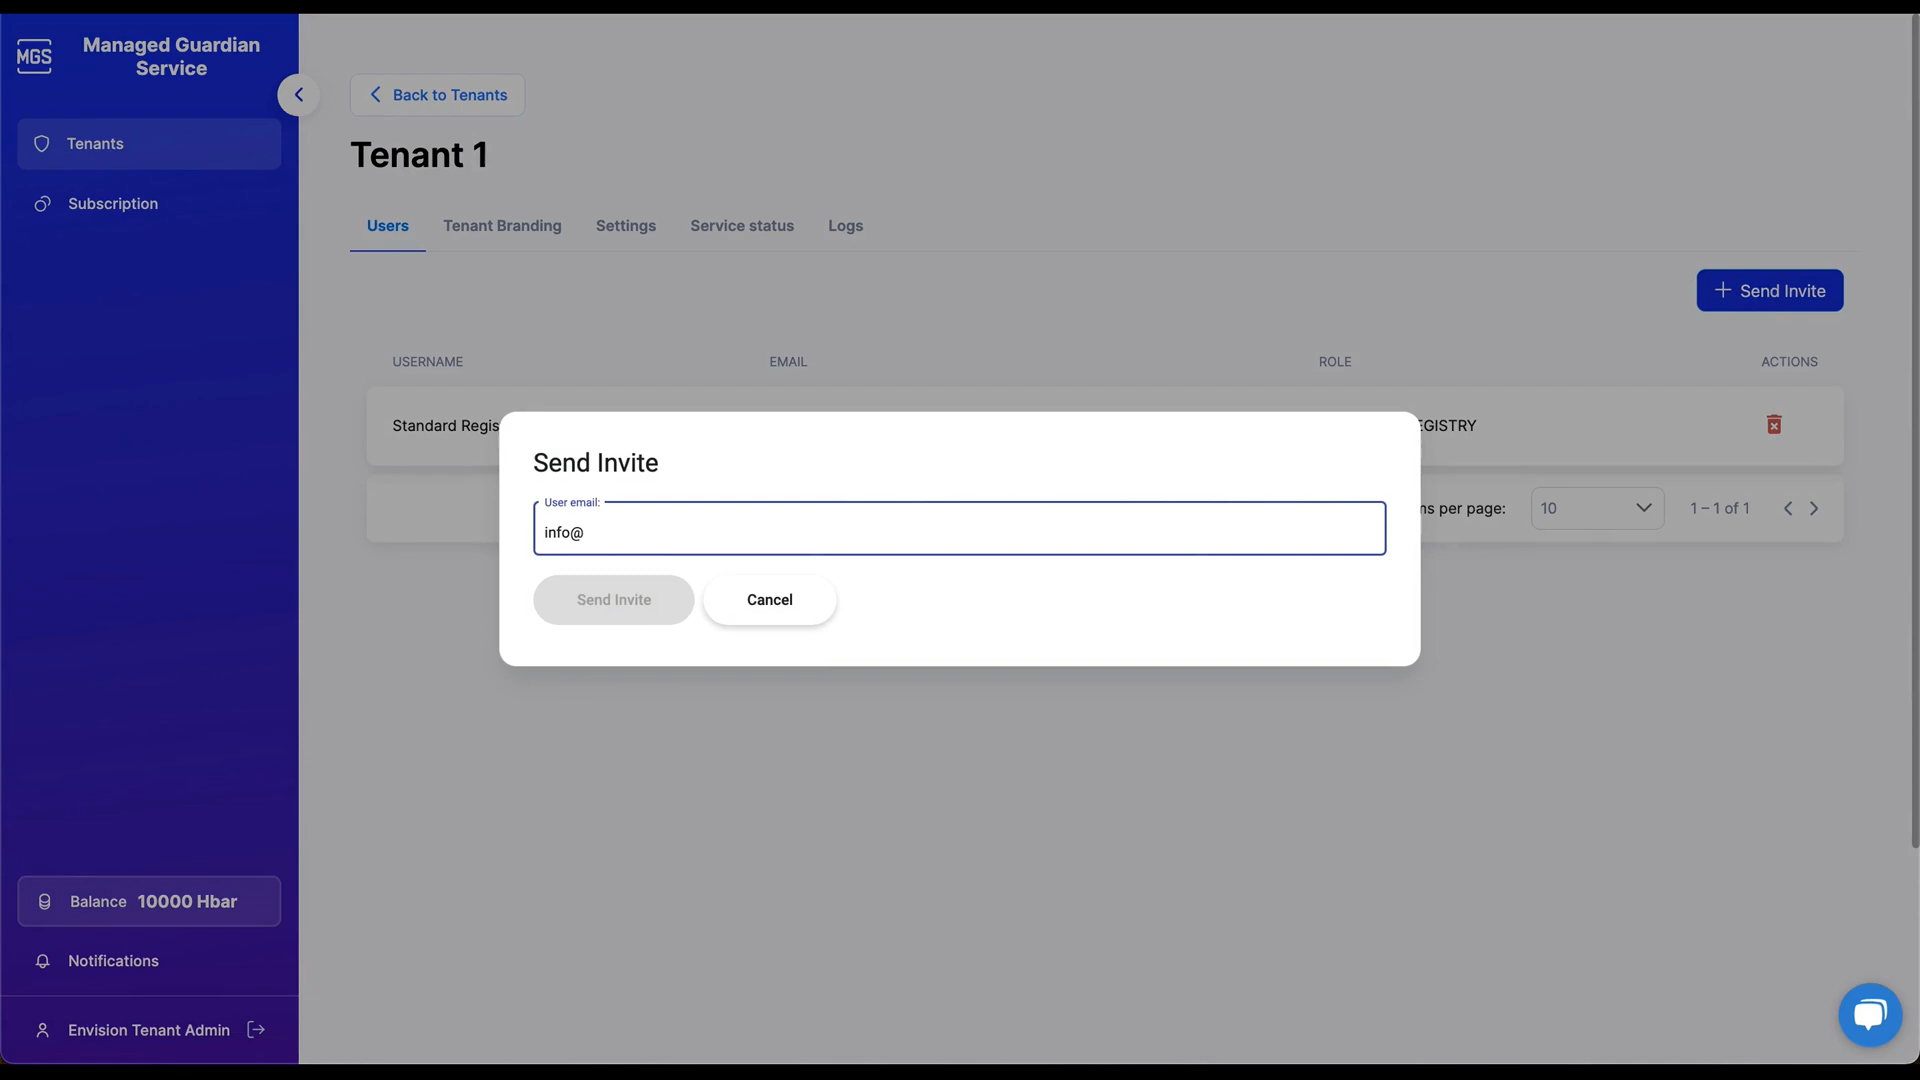 MGS
Managed Guardian
Service
Tenants
Subscription
Balance 10000 Hbar
Notifications
Envision Tenant Admin
Back to Tenants
Tenant 1
Users Tenant Branding Settings Service status Logs
Send Invite
USERNAME EMAIL ROLE ACTIONS
Standard Regis EGISTRY
Send Invite
User email:
info@
Send Invite Cancel
ns per page: 10 1 – 1 of 1